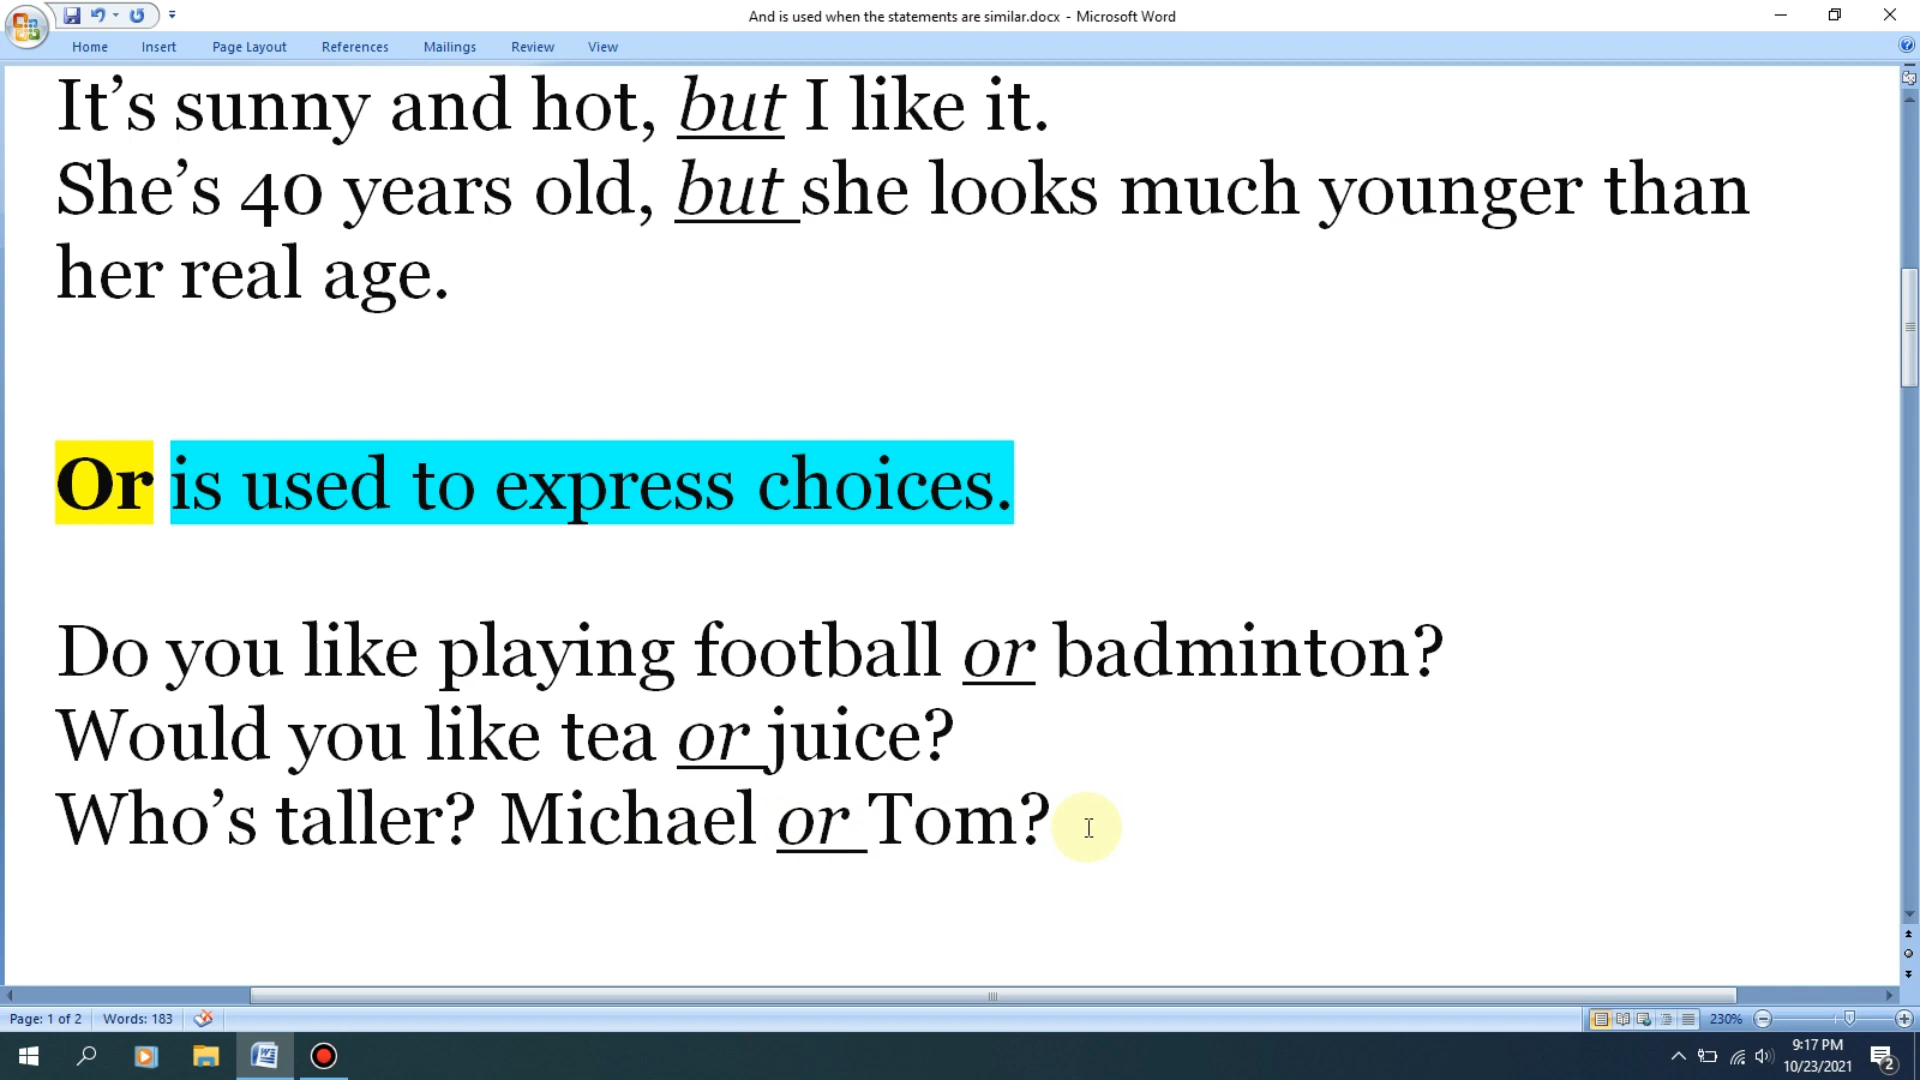 And is used when the statements are similar.docx - Microsoft Word
Home Insert Page Layout References Mailings Review View
It’s sunny and hot, but I like it.
She’s 40 years old, but she looks much younger than
her real age.
Or is used to express choices.
Do you like playing football or badminton?
Would you like tea or juice?
Who’s taller? Michael or Tom?
Page: 1 of 2 Words: 183 230%
9:17 PM
10/23/2021
2